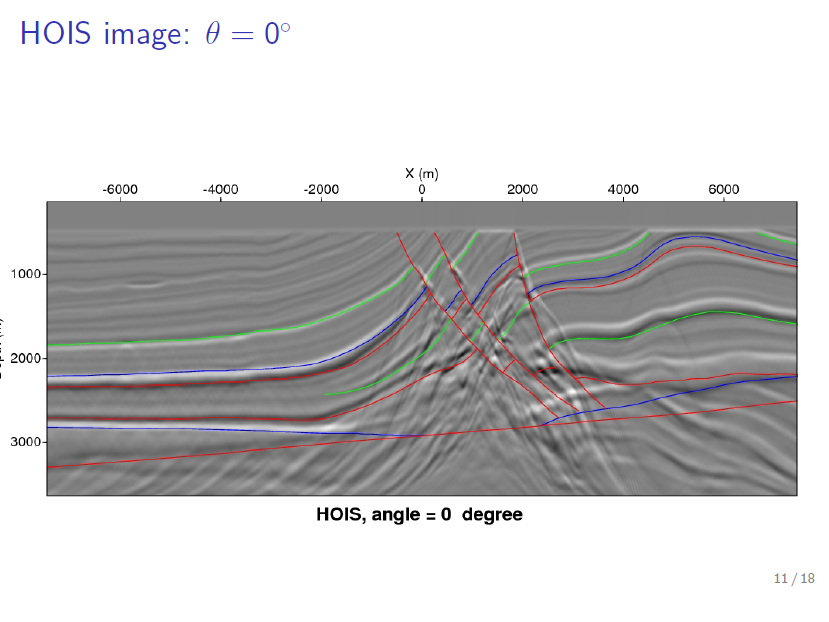 HOIS image: θ = 0°
X (m)
-6000 -4000 -2000 0 2000 4000 6000
1000
2000
3000
HOIS, angle = 0 degree
11 / 18